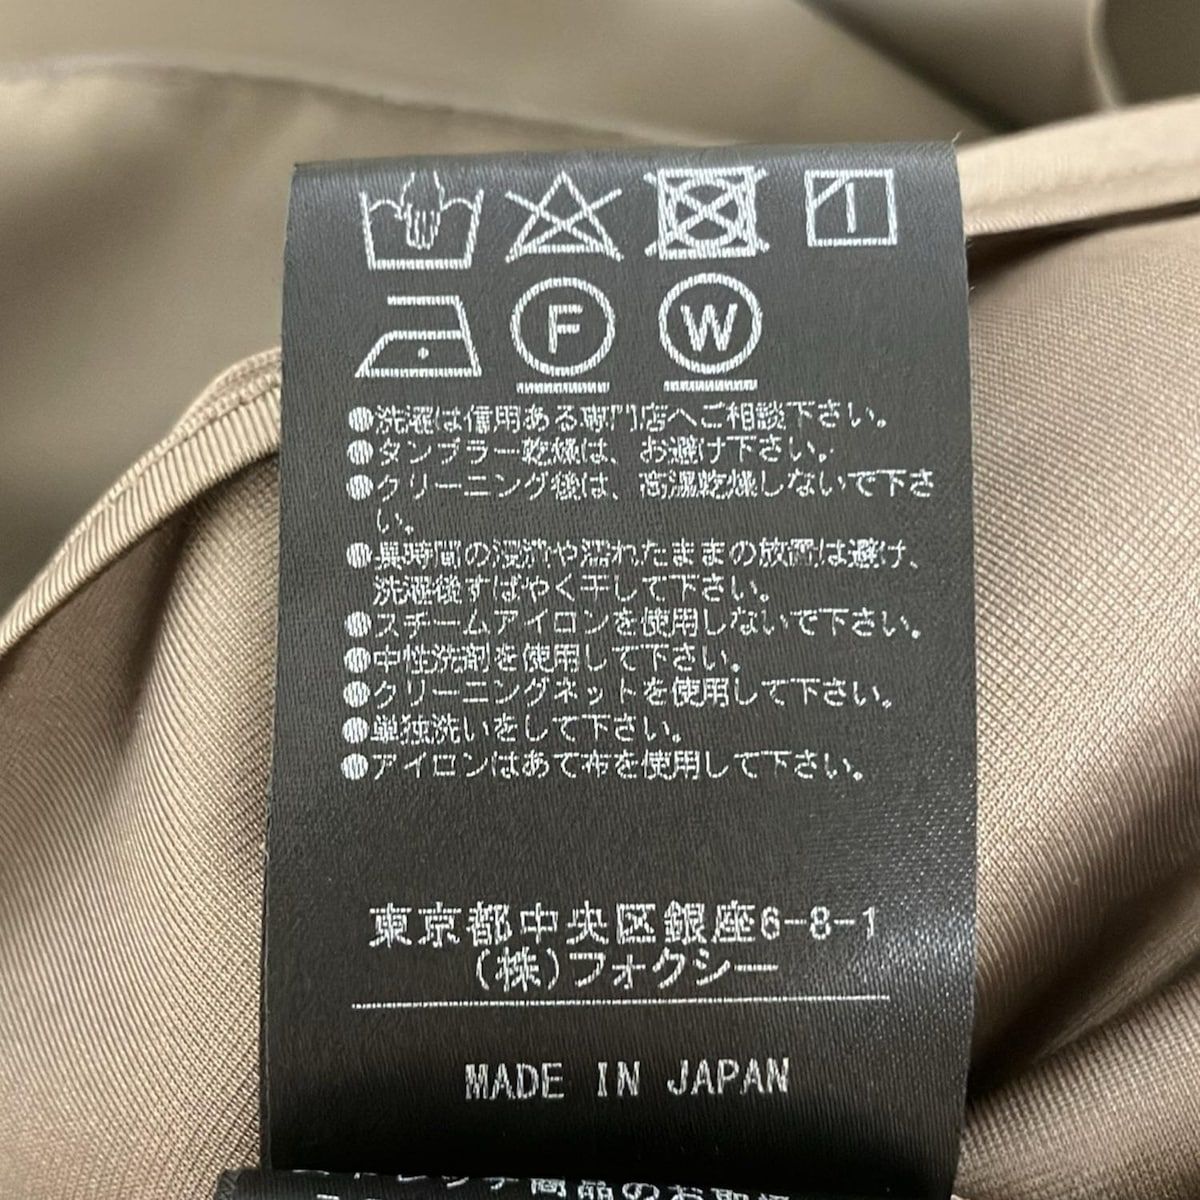 F W
●洗濯は信用ある専門店へご相談下さい。
●タンブラー乾燥は、お避け下さい。
●クリーニング後は、高温乾燥しないで下さ
い。
●長時間の浸漬や濡れたままの放置は避け、
洗濯後すばやく干して下さい。
●スチームアイロンを使用しないで下さい。
●中性洗剤を使用して下さい。
●クリーニングネットを使用して下さい。
●単独洗いをして下さい。
●アイロンはあて布を使用して下さい。
東京都中央区銀座6-8-1
(株)フォクシー
MADE IN JAPAN
商品のお取扱